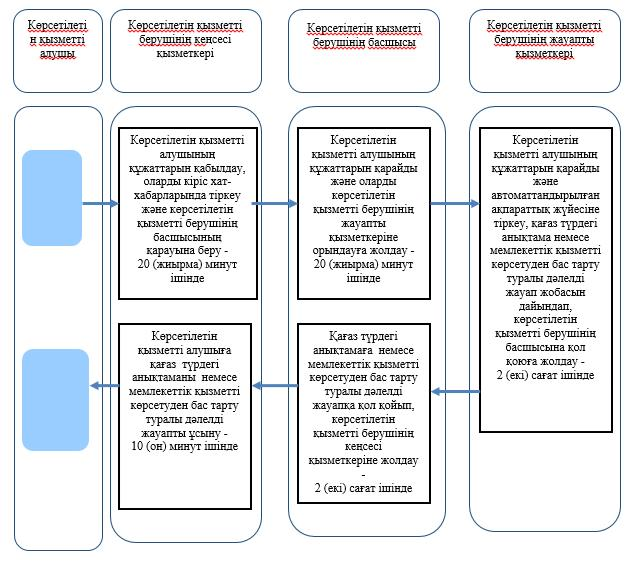 Көрсетілеті
н қызметті
алушы
Көрсетілетін қызметті
берушінің кеңсесі
қызметкері
Көрсетілетін қызметті
берушінің басшысы
Көрсетілетін қызметті
берушінің жауапты
қызметкері
Көрсетілетін қызметті
алушының
құжаттарын қабылдау,
оларды кіріс хат-
хабарларында тіркеу
және көрсетілетін
қызметті берушінің
басшысының
қарауына беру -
20 (жиырма) минут
ішінде
Көрсетілетін
қызметті алушының
құжаттарын қарайды
және оларды
көрсетілетін
қызметті берушінің
жауапты
қызметкеріне
орындауға жолдау -
20 (жиырма) минут
ішінде
Көрсетілетін
қызметті алушының
құжаттарын қарайды
және
автоматтандырылған
ақпараттық жүйесіне
тіркеу, қағаз түрдегі
анықтама немесе
мемлекеттік қызметті
көрсетуден бас тарту
туралы дәлелді
жауап жобасын
дайындап,
көрсетілетін
қызметті берушінің
басшысына қол
қоюға жолдау -
2 (екі) сағат ішінде
Көрсетілетін
қызметті алушыға
қағаз түрдегі
анықтаманы немесе
мемлекеттік қызметті
көрсетуден бас тарту
туралы дәлелді
жауапты ұсыну -
10 (он) минут ішінде
Қағаз түрдегі
анықтамаға немесе
мемлекеттік қызметті
көрсетуден бас тарту
туралы дәлелді
жауапқа қол қойып,
көрсетілетін
қызметті берушінің
кеңсесі
қызметкеріне жолдау
-
2 (екі) сағат ішінде